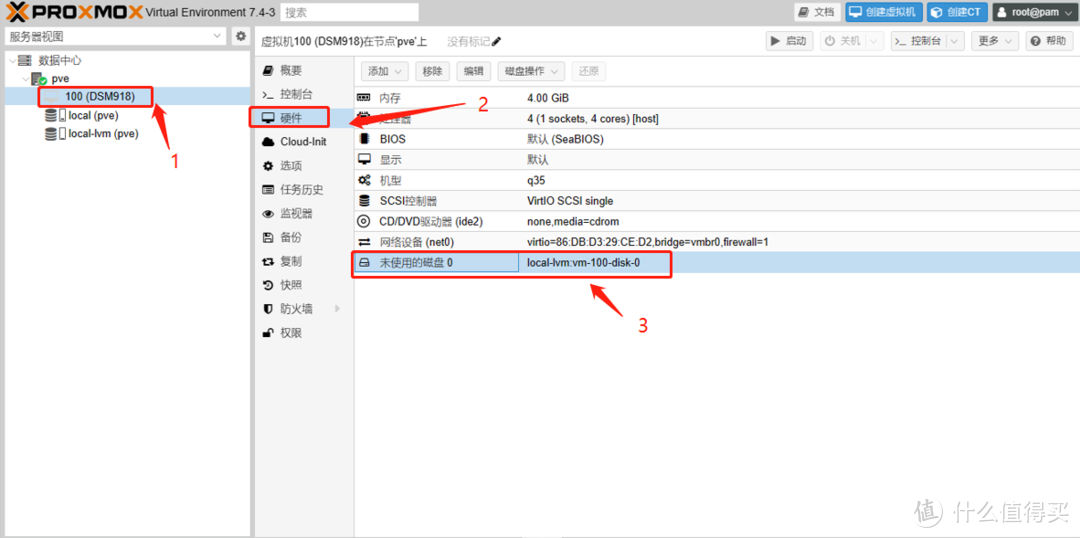 PROXMOX Virtual Environment 7.4-3 搜索 文档 创建虚拟机 创建CT root@pam
服务器视图
数据中心
pve
100 (DSM918)
local (pve)
local-lvm (pve)
1
虚拟机100 (DSM918)在节点'pve'上 没有标记 启动 关机 控制台 更多 帮助
概要
控制台
硬件
Cloud-Init
选项
任务历史
监视器
备份
复制
快照
防火墙
权限
2
添加 移除 编辑 磁盘操作 还原
内存 4.00 GiB
处理器 4 (1 sockets, 4 cores) [host]
BIOS 默认 (SeaBIOS)
显示 默认
机型 q35
SCSI控制器 VirtIO SCSI single
CD/DVD驱动器 (ide2) none,media=cdrom
网络设备 (net0) virtio=86:DB:D3:29:CE:D2,bridge=vmbr0,firewall=1
未使用的磁盘 0 local-lvm:vm-100-disk-0
3
值 什么值得买